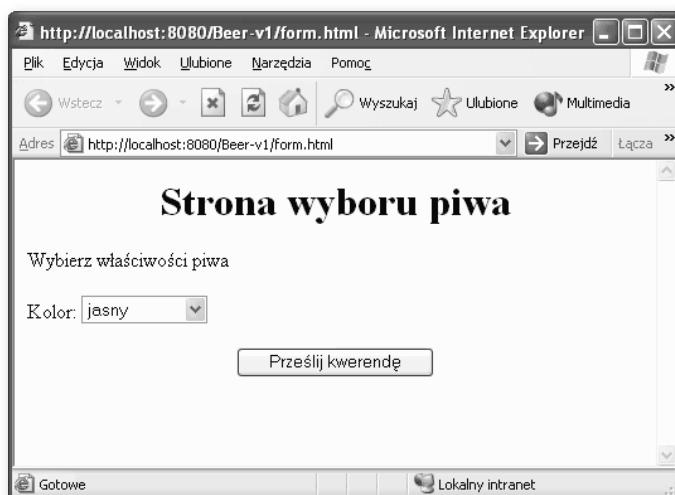 http://localhost:8080/Beer-v1/form.html - Microsoft Internet Explorer
Plik Edycja Widok Ulubione Narzędzia Pomoc
Wstecz Wyszukaj Ulubione Multimedia »
Adres http://localhost:8080/Beer-v1/form.html Przejdź Łącza »
Strona wyboru piwa
Wybierz właściwości piwa
Kolor: jasny
Prześlij kwerendę
Gotowe Lokalny intranet